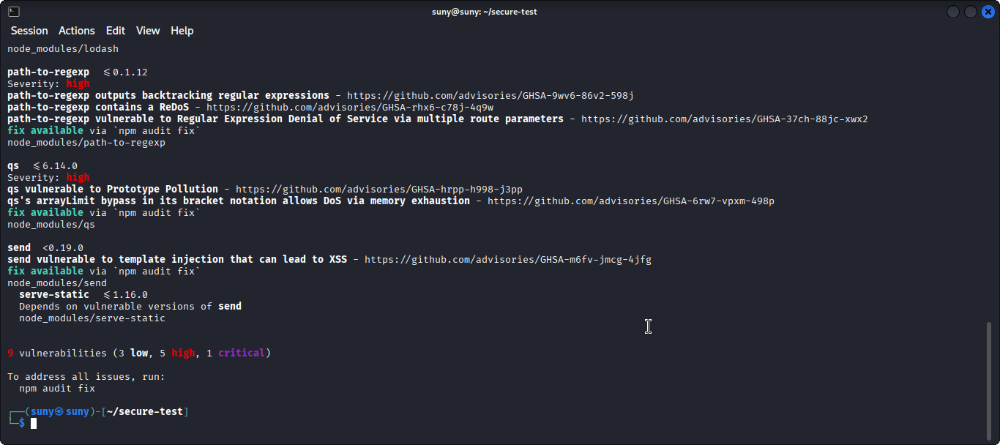 suny@suny: ~/secure-test
Session Actions Edit View Help
node_modules/lodash
path-to-regexp ≤0.1.12
Severity: high
path-to-regexp outputs backtracking regular expressions - https://github.com/advisories/GHSA-9wv6-86v2-598j
path-to-regexp contains a ReDoS - https://github.com/advisories/GHSA-rhx6-c78j-4q9w
path-to-regexp vulnerable to Regular Expression Denial of Service via multiple route parameters - https://github.com/advisories/GHSA-37ch-88jc-xwx2
fix available via `npm audit fix`
node_modules/path-to-regexp
qs ≤6.14.0
Severity: high
qs vulnerable to Prototype Pollution - https://github.com/advisories/GHSA-hrpp-h998-j3pp
qs's arrayLimit bypass in its bracket notation allows DoS via memory exhaustion - https://github.com/advisories/GHSA-6rw7-vpxm-498p
fix available via `npm audit fix`
node_modules/qs
send <0.19.0
send vulnerable to template injection that can lead to XSS - https://github.com/advisories/GHSA-m6fv-jmcg-4jfg
fix available via `npm audit fix`
node_modules/send
serve-static ≤1.16.0
Depends on vulnerable versions of send
node_modules/serve-static
9 vulnerabilities (3 low, 5 high, 1 critical)
To address all issues, run:
npm audit fix
┌──(suny㉿suny)-[~/secure-test]
└─$